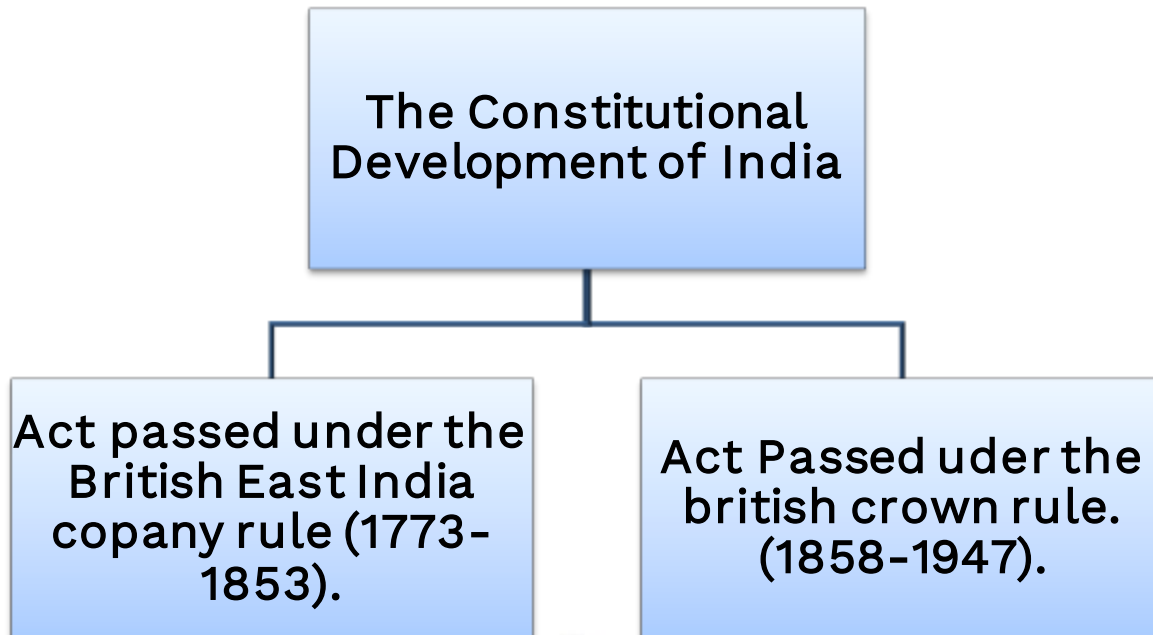 The Constitutional
Development of India
Act passed under the
British East India
copany rule (1773-
1853).
Act Passed uder the
british crown rule.
(1858-1947).